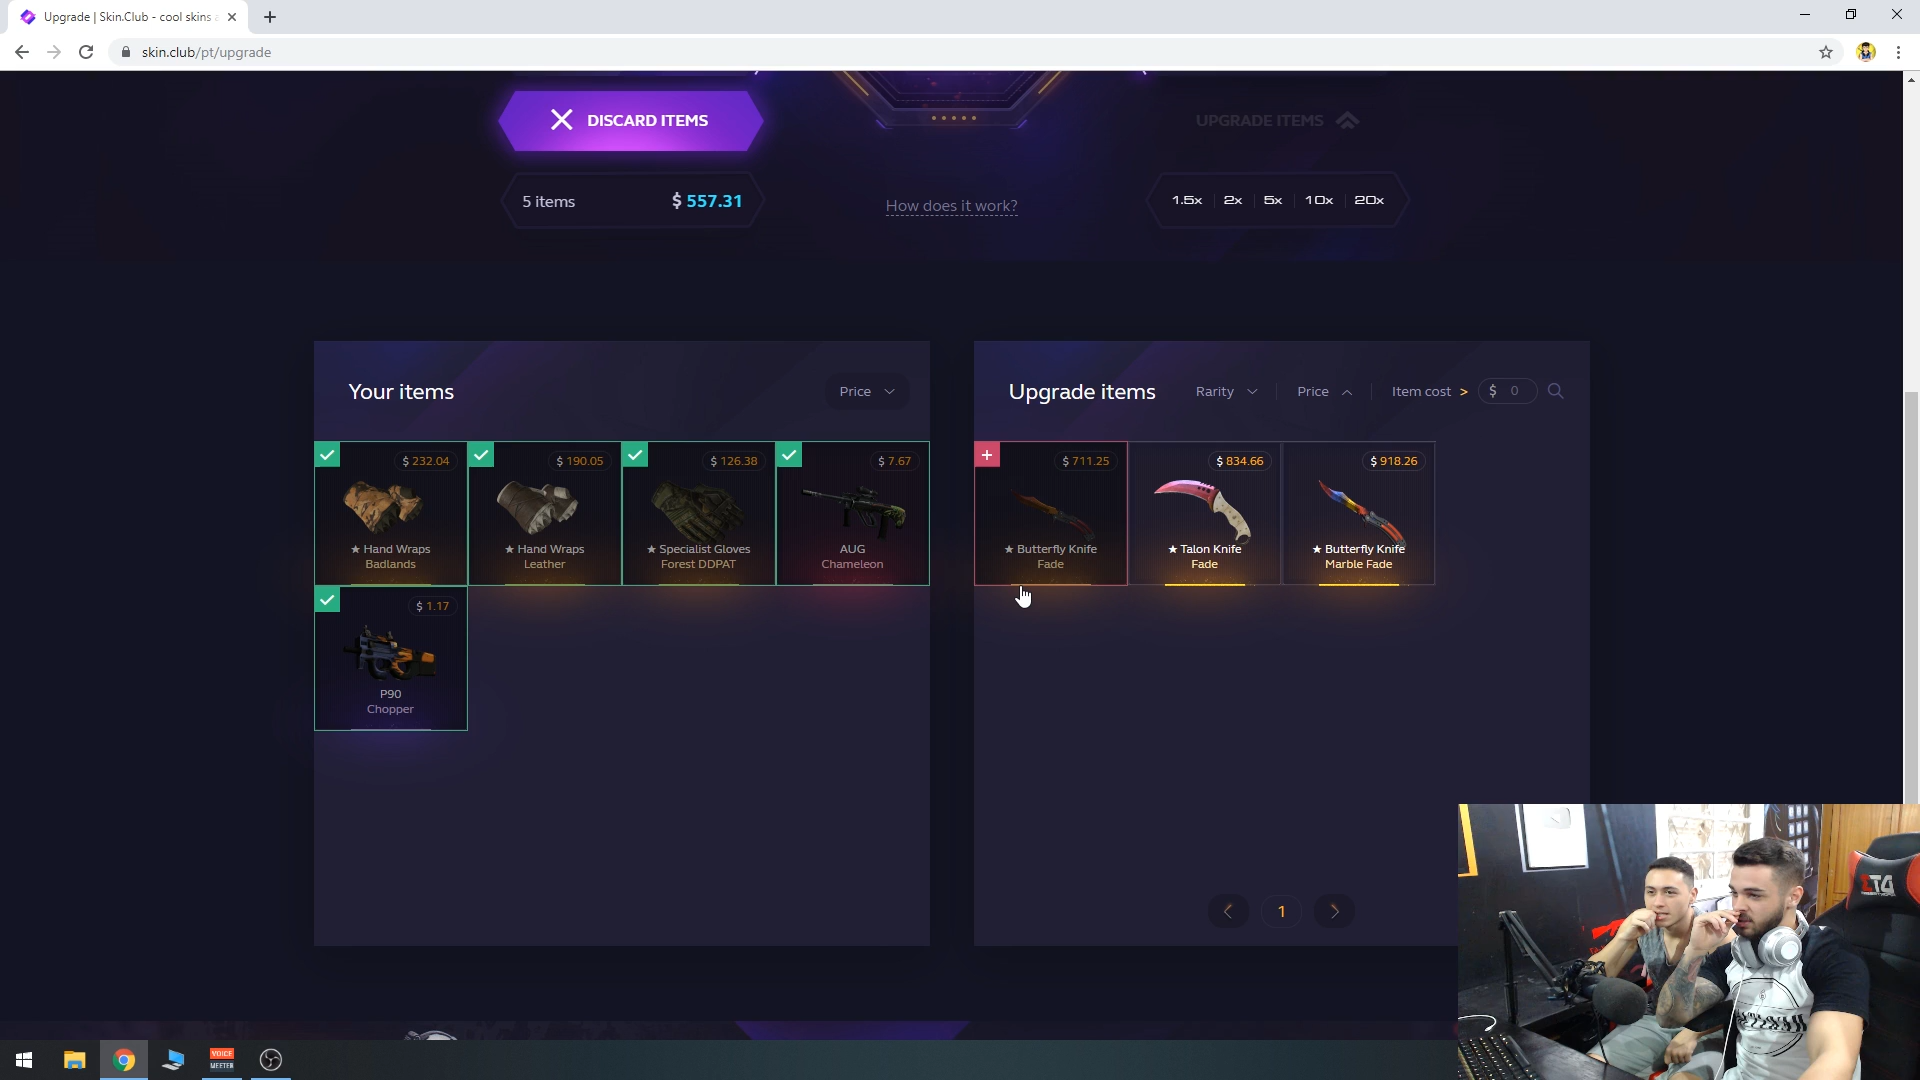 Upgrade | Skin.Club - cool skins a
skin.club/pt/upgrade
DISCARD ITEMS
UPGRADE ITEMS
5 items
$ 557.31
How does it work?
1.5x 2x 5x 10x 20x
Your items
Price
Upgrade items
Rarity
Price
Item cost > $ 0
$ 232.04
★ Hand Wraps
Badlands
$ 190.05
★ Hand Wraps
Leather
$ 126.38
★ Specialist Gloves
Forest DDPAT
$ 7.67
AUG
Chameleon
$ 1.17
P90
Chopper
$ 711.25
★ Butterfly Knife
Fade
$ 834.66
★ Talon Knife
Fade
$ 918.26
★ Butterfly Knife
Marble Fade
1
VOICE
MEETER